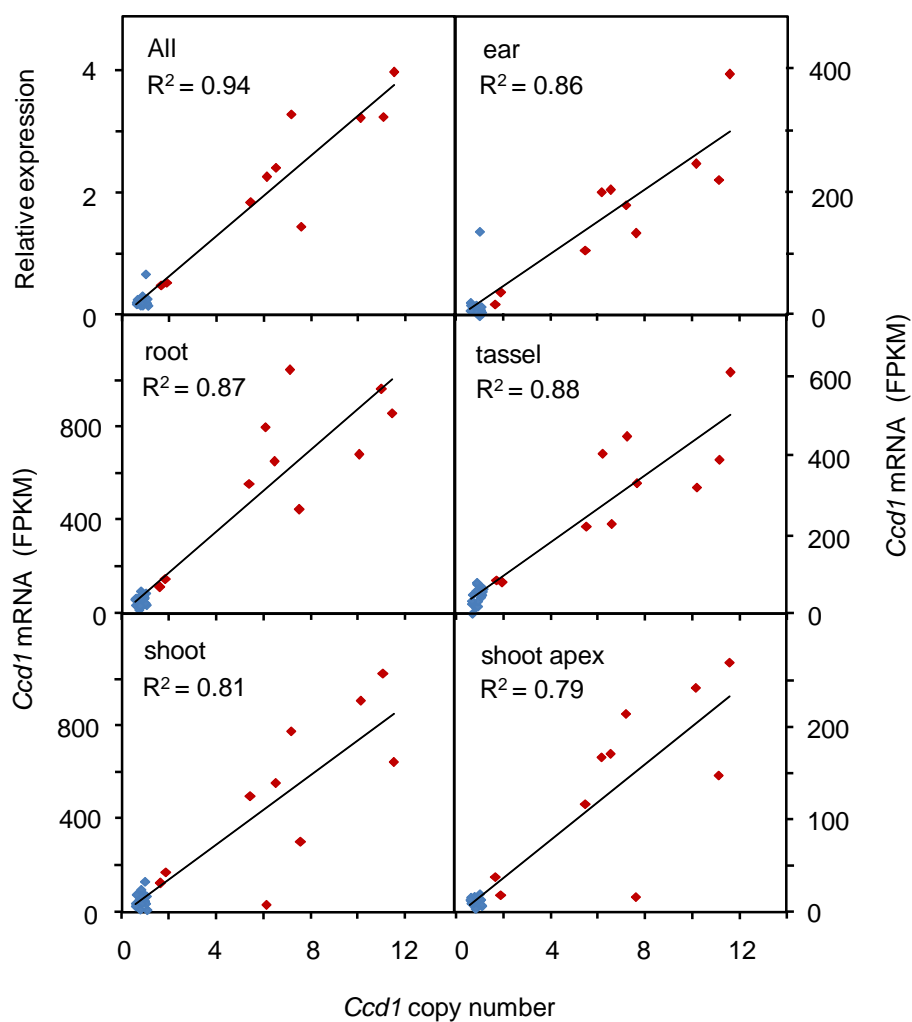 All
R² = 0.94
ear
R² = 0.86
Relative expression
4
2
0
400
200
0
root
R² = 0.87
tassel
R² = 0.88
Ccd1 mRNA (FPKM)
800
400
0
600
400
200
0
Ccd1 mRNA (FPKM)
shoot
R² = 0.81
shoot apex
R² = 0.79
800
400
0
200
100
0
0 4 8 12 0 4 8 12
Ccd1 copy number